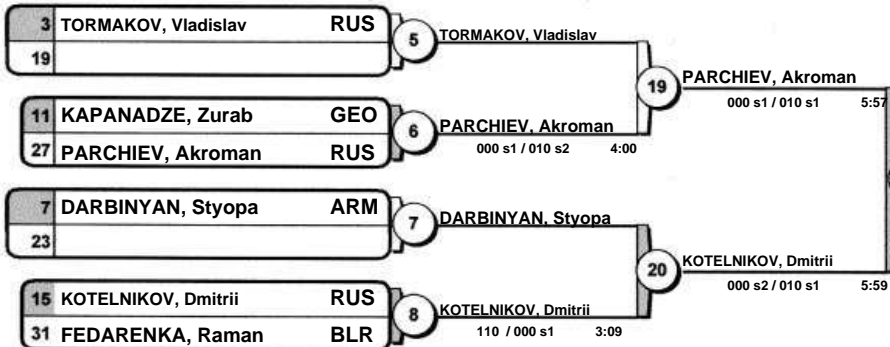 3 TORMAKOV, Vladislav RUS
19
5
TORMAKOV, Vladislav
11 KAPANADZE, Zurab GEO
27 PARCHIEV, Akroman RUS
6
PARCHIEV, Akroman
000 s1 / 010 s2 4:00
19
PARCHIEV, Akroman
000 s1 / 010 s1 5:57
7 DARBINYAN, Styopa ARM
23
7
DARBINYAN, Styopa
15 KOTELNIKOV, Dmitrii RUS
31 FEDARENKA, Raman BLR
8
KOTELNIKOV, Dmitrii
110 / 000 s1 3:09
20
KOTELNIKOV, Dmitrii
000 s2 / 010 s1 5:59